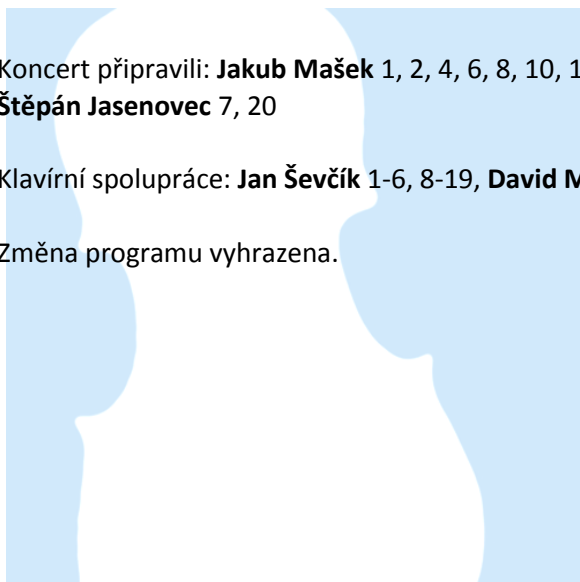 Koncert připravili: Jakub Mašek 1, 2, 4, 6, 8, 10, 1
Štěpán Jasenovec 7, 20
Klavírní spolupráce: Jan Ševčík 1-6, 8-19, David M
Změna programu vyhrazena.